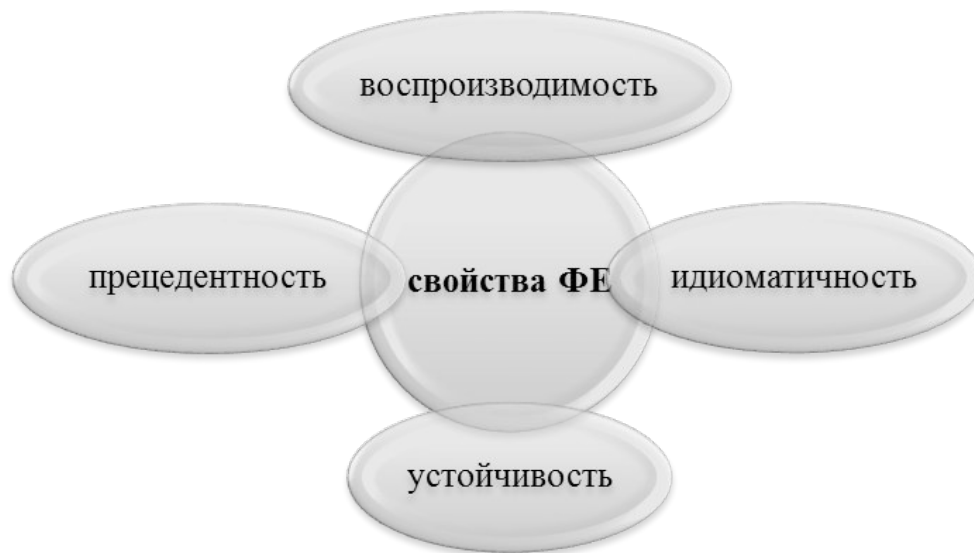 воспроизводимость
прецедентность
свойства ФЕ
идиоматичность
устойчивость